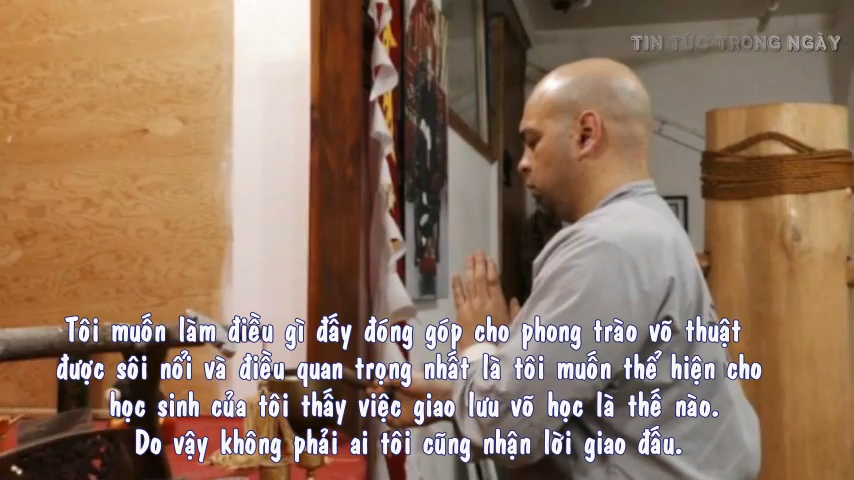 TIN TỨC TRONG NGÀY
Tôi muốn làm điều gì đấy đóng góp cho phong trào võ thuật
được sôi nổi và điều quan trọng nhất là tôi muốn thể hiện cho
học sinh của tôi thấy việc giao lưu võ học là thế nào.
Do vậy không phải ai tôi cũng nhận lời giao đấu.